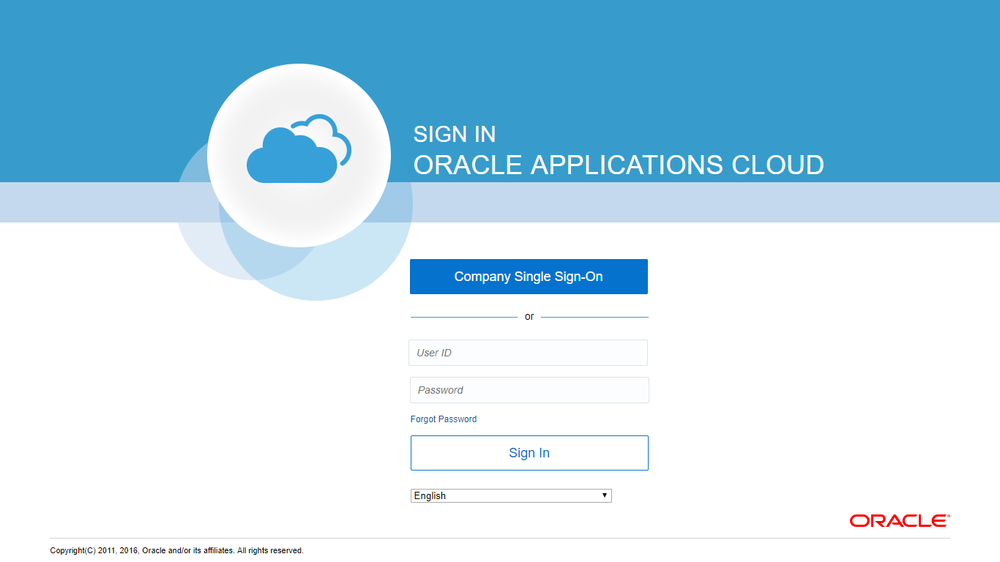 SIGN IN
ORACLE APPLICATIONS CLOUD
Company Single Sign-On
or
User ID
Password
Forgot Password
Sign In
English
ORACLE®
Copyright(C) 2011, 2016, Oracle and/or its affiliates. All rights reserved.